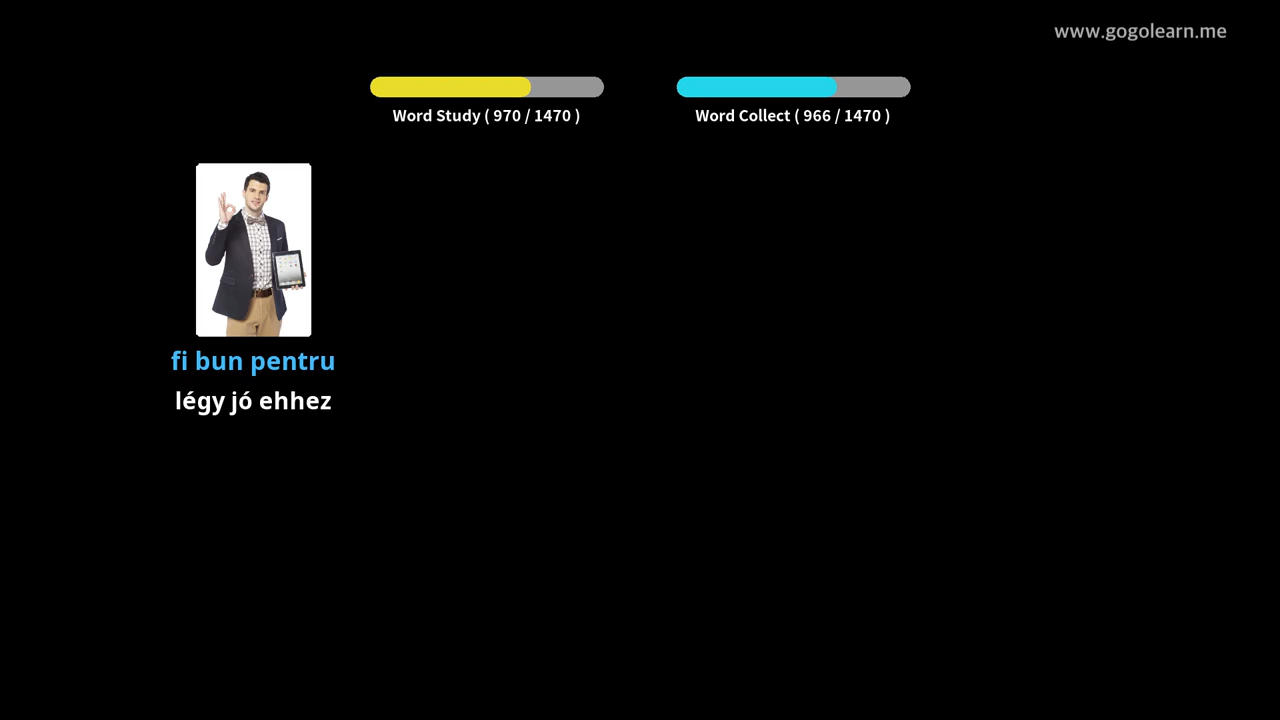 www.gogolearn.me
Word Study ( 970 / 1470 )
Word Collect ( 966 / 1470 )
fi bun pentru
légy jó ehhez